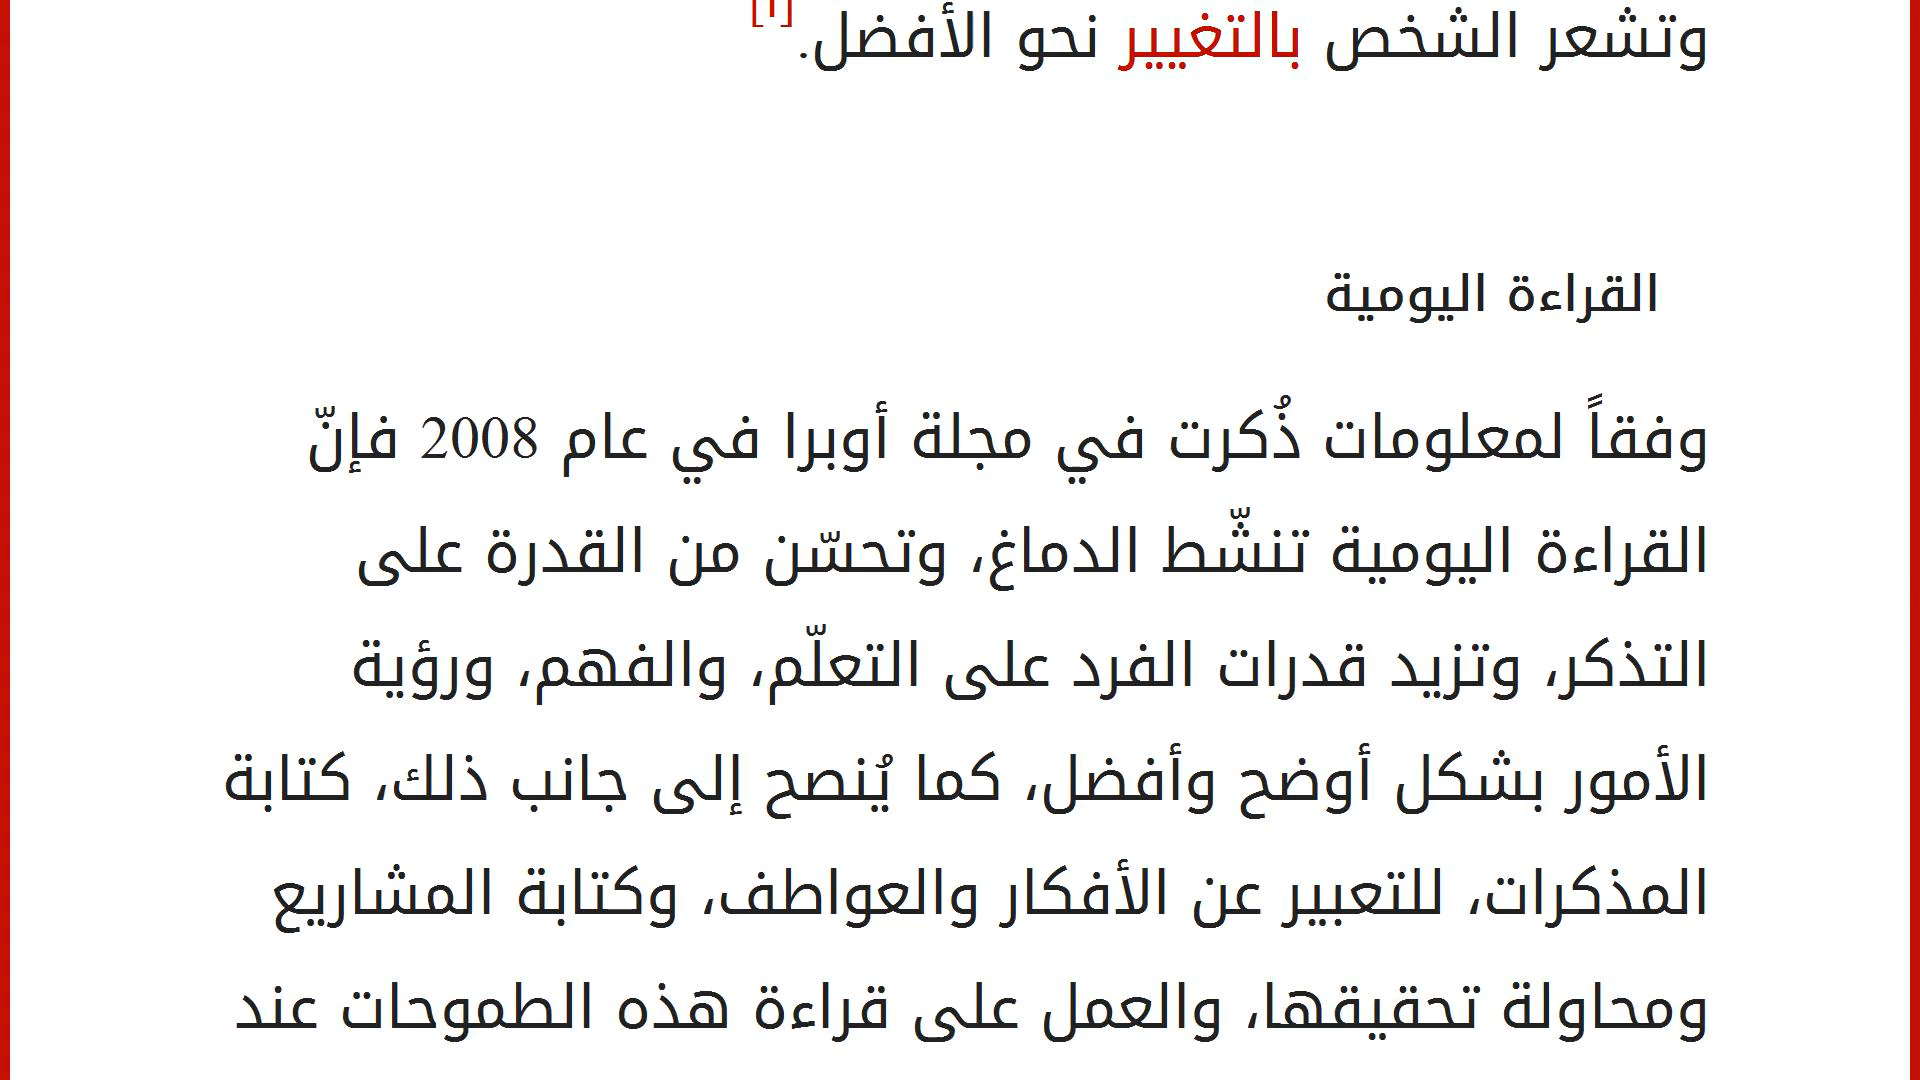 وتشعر الشخص بالتغيير نحو الأفضل.
القراءة اليومية
وفقاً لمعلومات ذُكرت في مجلة أوبرا في عام 2008 فإنّ
القراءة اليومية تنشّط الدماغ، وتحسّن من القدرة على
التذكر، وتزيد قدرات الفرد على التعلّم، والفهم، ورؤية
الأمور بشكل أوضح وأفضل، كما يُنصح إلى جانب ذلك، كتابة
المذكرات، للتعبير عن الأفكار والعواطف، وكتابة المشاريع
ومحاولة تحقيقها، والعمل على قراءة هذه الطموحات عند